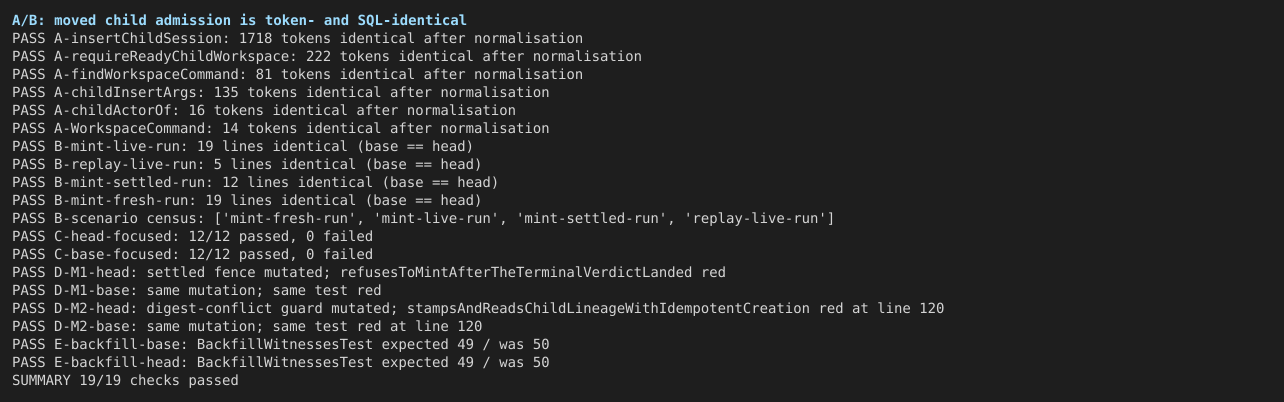 A/B: moved child admission is token- and SQL-identical
PASS A-insertChildSession: 1718 tokens identical after normalisation
PASS A-requireReadyChildWorkspace: 222 tokens identical after normalisation
PASS A-findWorkspaceCommand: 81 tokens identical after normalisation
PASS A-childInsertArgs: 135 tokens identical after normalisation
PASS A-childActorOf: 16 tokens identical after normalisation
PASS A-WorkspaceCommand: 14 tokens identical after normalisation
PASS B-mint-live-run: 19 lines identical (base == head)
PASS B-replay-live-run: 5 lines identical (base == head)
PASS B-mint-settled-run: 12 lines identical (base == head)
PASS B-mint-fresh-run: 19 lines identical (base == head)
PASS B-scenario census: ['mint-fresh-run', 'mint-live-run', 'mint-settled-run', 'replay-live-run']
PASS C-head-focused: 12/12 passed, 0 failed
PASS C-base-focused: 12/12 passed, 0 failed
PASS D-M1-head: settled fence mutated; refusesToMintAfterTheTerminalVerdictLanded red
PASS D-M1-base: same mutation; same test red
PASS D-M2-head: digest-conflict guard mutated; stampsAndReadsChildLineageWithIdempotentCreation red at line 120
PASS D-M2-base: same mutation; same test red at line 120
PASS E-backfill-base: BackfillWitnessesTest expected 49 / was 50
PASS E-backfill-head: BackfillWitnessesTest expected 49 / was 50
SUMMARY 19/19 checks passed